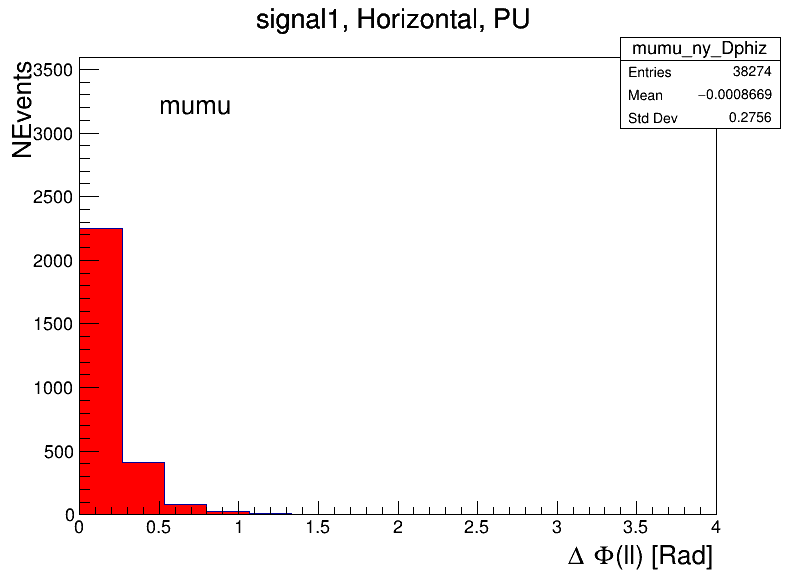 signal1, Horizontal, PU
mumu_ny_Dphiz
Entries 38274
Mean −0.0008669
Std Dev 0.2756
NEvents
mumu
3500
3000
2500
2000
1500
1000
500
0
0 0.5 1 1.5 2 2.5 3 3.5 4
Δ Φ(ll) [Rad]